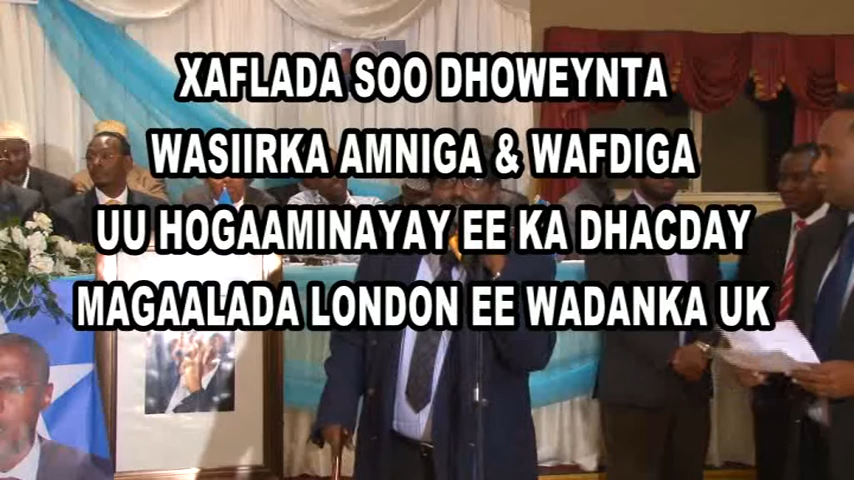 XAFLADA SOO DHOWEYNTA
WASIIRKA AMNIGA & WAFDIGA
UU HOGAAMINAYAY EE KA DHACDAY
MAGAALADA LONDON EE WADANKA UK